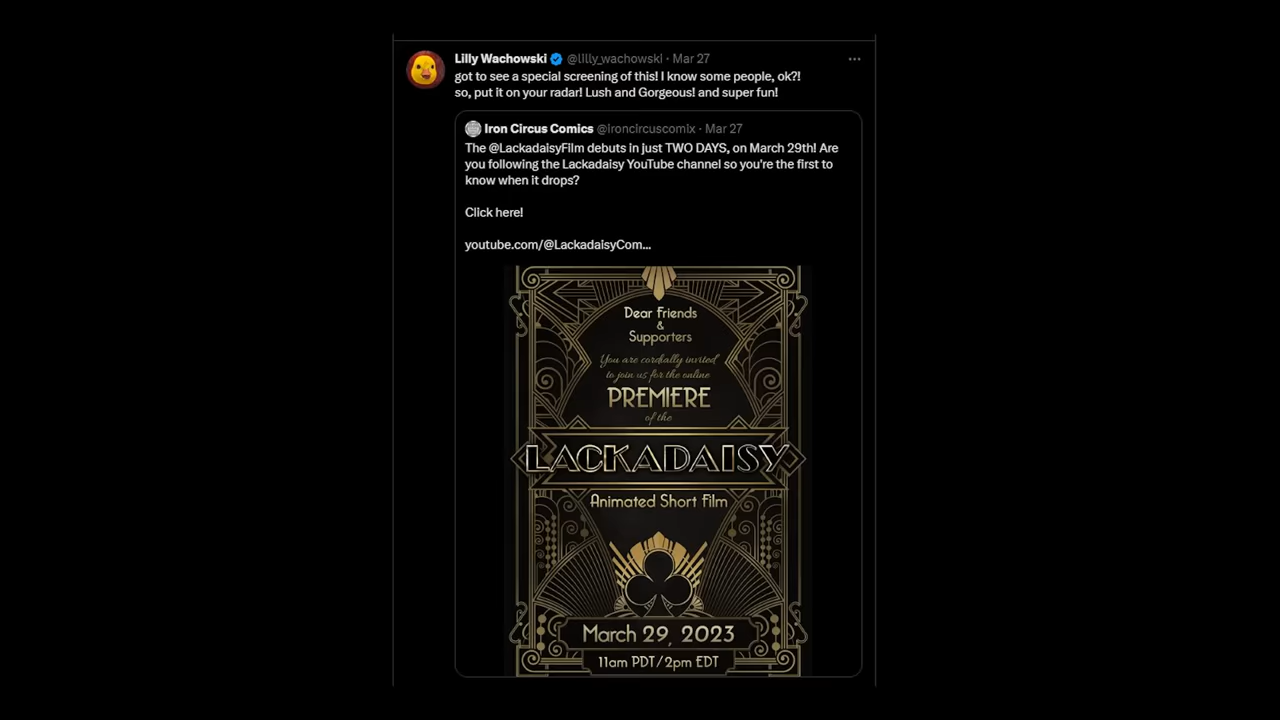 Lilly Wachowski @lilly_wachowski · Mar 27
got to see a special screening of this! I know some people, ok?!
so, put it on your radar! Lush and Gorgeous! and super fun!
Iron Circus Comics @ironcircuscomix · Mar 27
The @LackadaisyFilm debuts in just TWO DAYS, on March 29th! Are
you following the Lackadaisy YouTube channel so you're the first to
know when it drops?
Click here!
youtube.com/@LackadaisyCom...
Dear Friends
&
Supporters
You are cordially invited
to join us for the online
PREMIERE
of the
LACKADAISY
Animated Short Film
March 29, 2023
11am PDT/2pm EDT